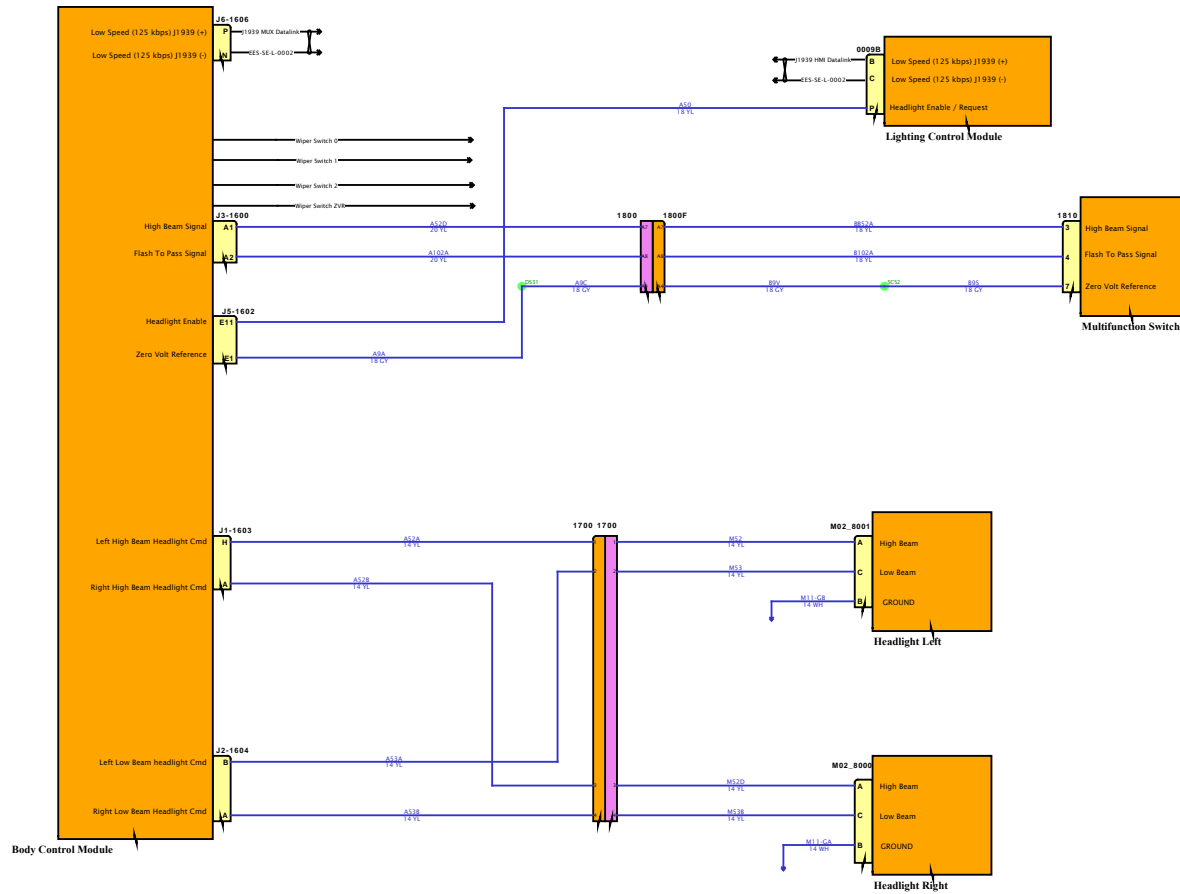 J6-1606
Low Speed (125 kbps) J1939 (+)
P
J1939 MUX Datalink
Low Speed (125 kbps) J1939 (-)
N
EES-SE-L-0002
0009B
J1939 HMI Datalink
B
Low Speed (125 kbps) J1939 (+)
EES-SE-L-0002
C
Low Speed (125 kbps) J1939 (-)
A50
18 YL
P
Headlight Enable / Request
Lighting Control Module
Wiper Switch 0
Wiper Switch 1
Wiper Switch 2
Wiper Switch ZVR
J3-1600
1800
1800F
1810
High Beam Signal
A1
A52D
20 YL
A7
A7
BB52A
18 YL
3
High Beam Signal
Flash To Pass Signal
A2
A102A
20 YL
A8
A8
B102A
18 YL
4
Flash To Pass Signal
A9C
18 GY
B9V
18 GY
B9S
18 GY
7
Zero Volt Reference
Multifunction Switch
J5-1602
Headlight Enable
E11
Zero Volt Reference
E1
A9A
18 GY
J1-1603
1700 1700
M02_8001
Left High Beam Headlight Cmd
H
A52A
14 YL
1
M52
14 YL
A
High Beam
Right High Beam Headlight Cmd
A
A52B
14 YL
2
2
M53
14 YL
C
Low Beam
M11-GB
14 WH
B
GROUND
Headlight Left
J2-1604
M02_8000
Left Low Beam headlight Cmd
B
A53A
14 YL
3
3
M52D
14 YL
A
High Beam
Right Low Beam Headlight Cmd
A
A53B
14 YL
M53B
14 YL
C
Low Beam
M11-GA
14 WH
B
GROUND
Body Control Module
Headlight Right